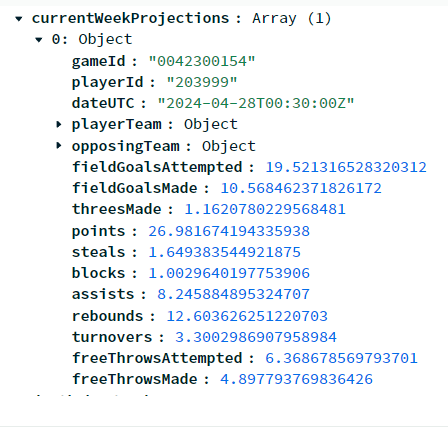 currentWeekProjections : Array (1)
0: Object
gameId : "0042300154"
playerId : "203999"
dateUTC : "2024-04-28T00:30:00Z"
playerTeam : Object
opposingTeam : Object
fieldGoalsAttempted : 19.521316528320312
fieldGoalsMade : 10.568462371826172
threesMade : 1.1620780229568481
points : 26.981674194335938
steals : 1.649383544921875
blocks : 1.0029640197753906
assists : 8.245884895324707
rebounds : 12.603626251220703
turnovers : 3.3002986907958984
freeThrowsAttempted : 6.368678569793701
freeThrowsMade : 4.897793769836426